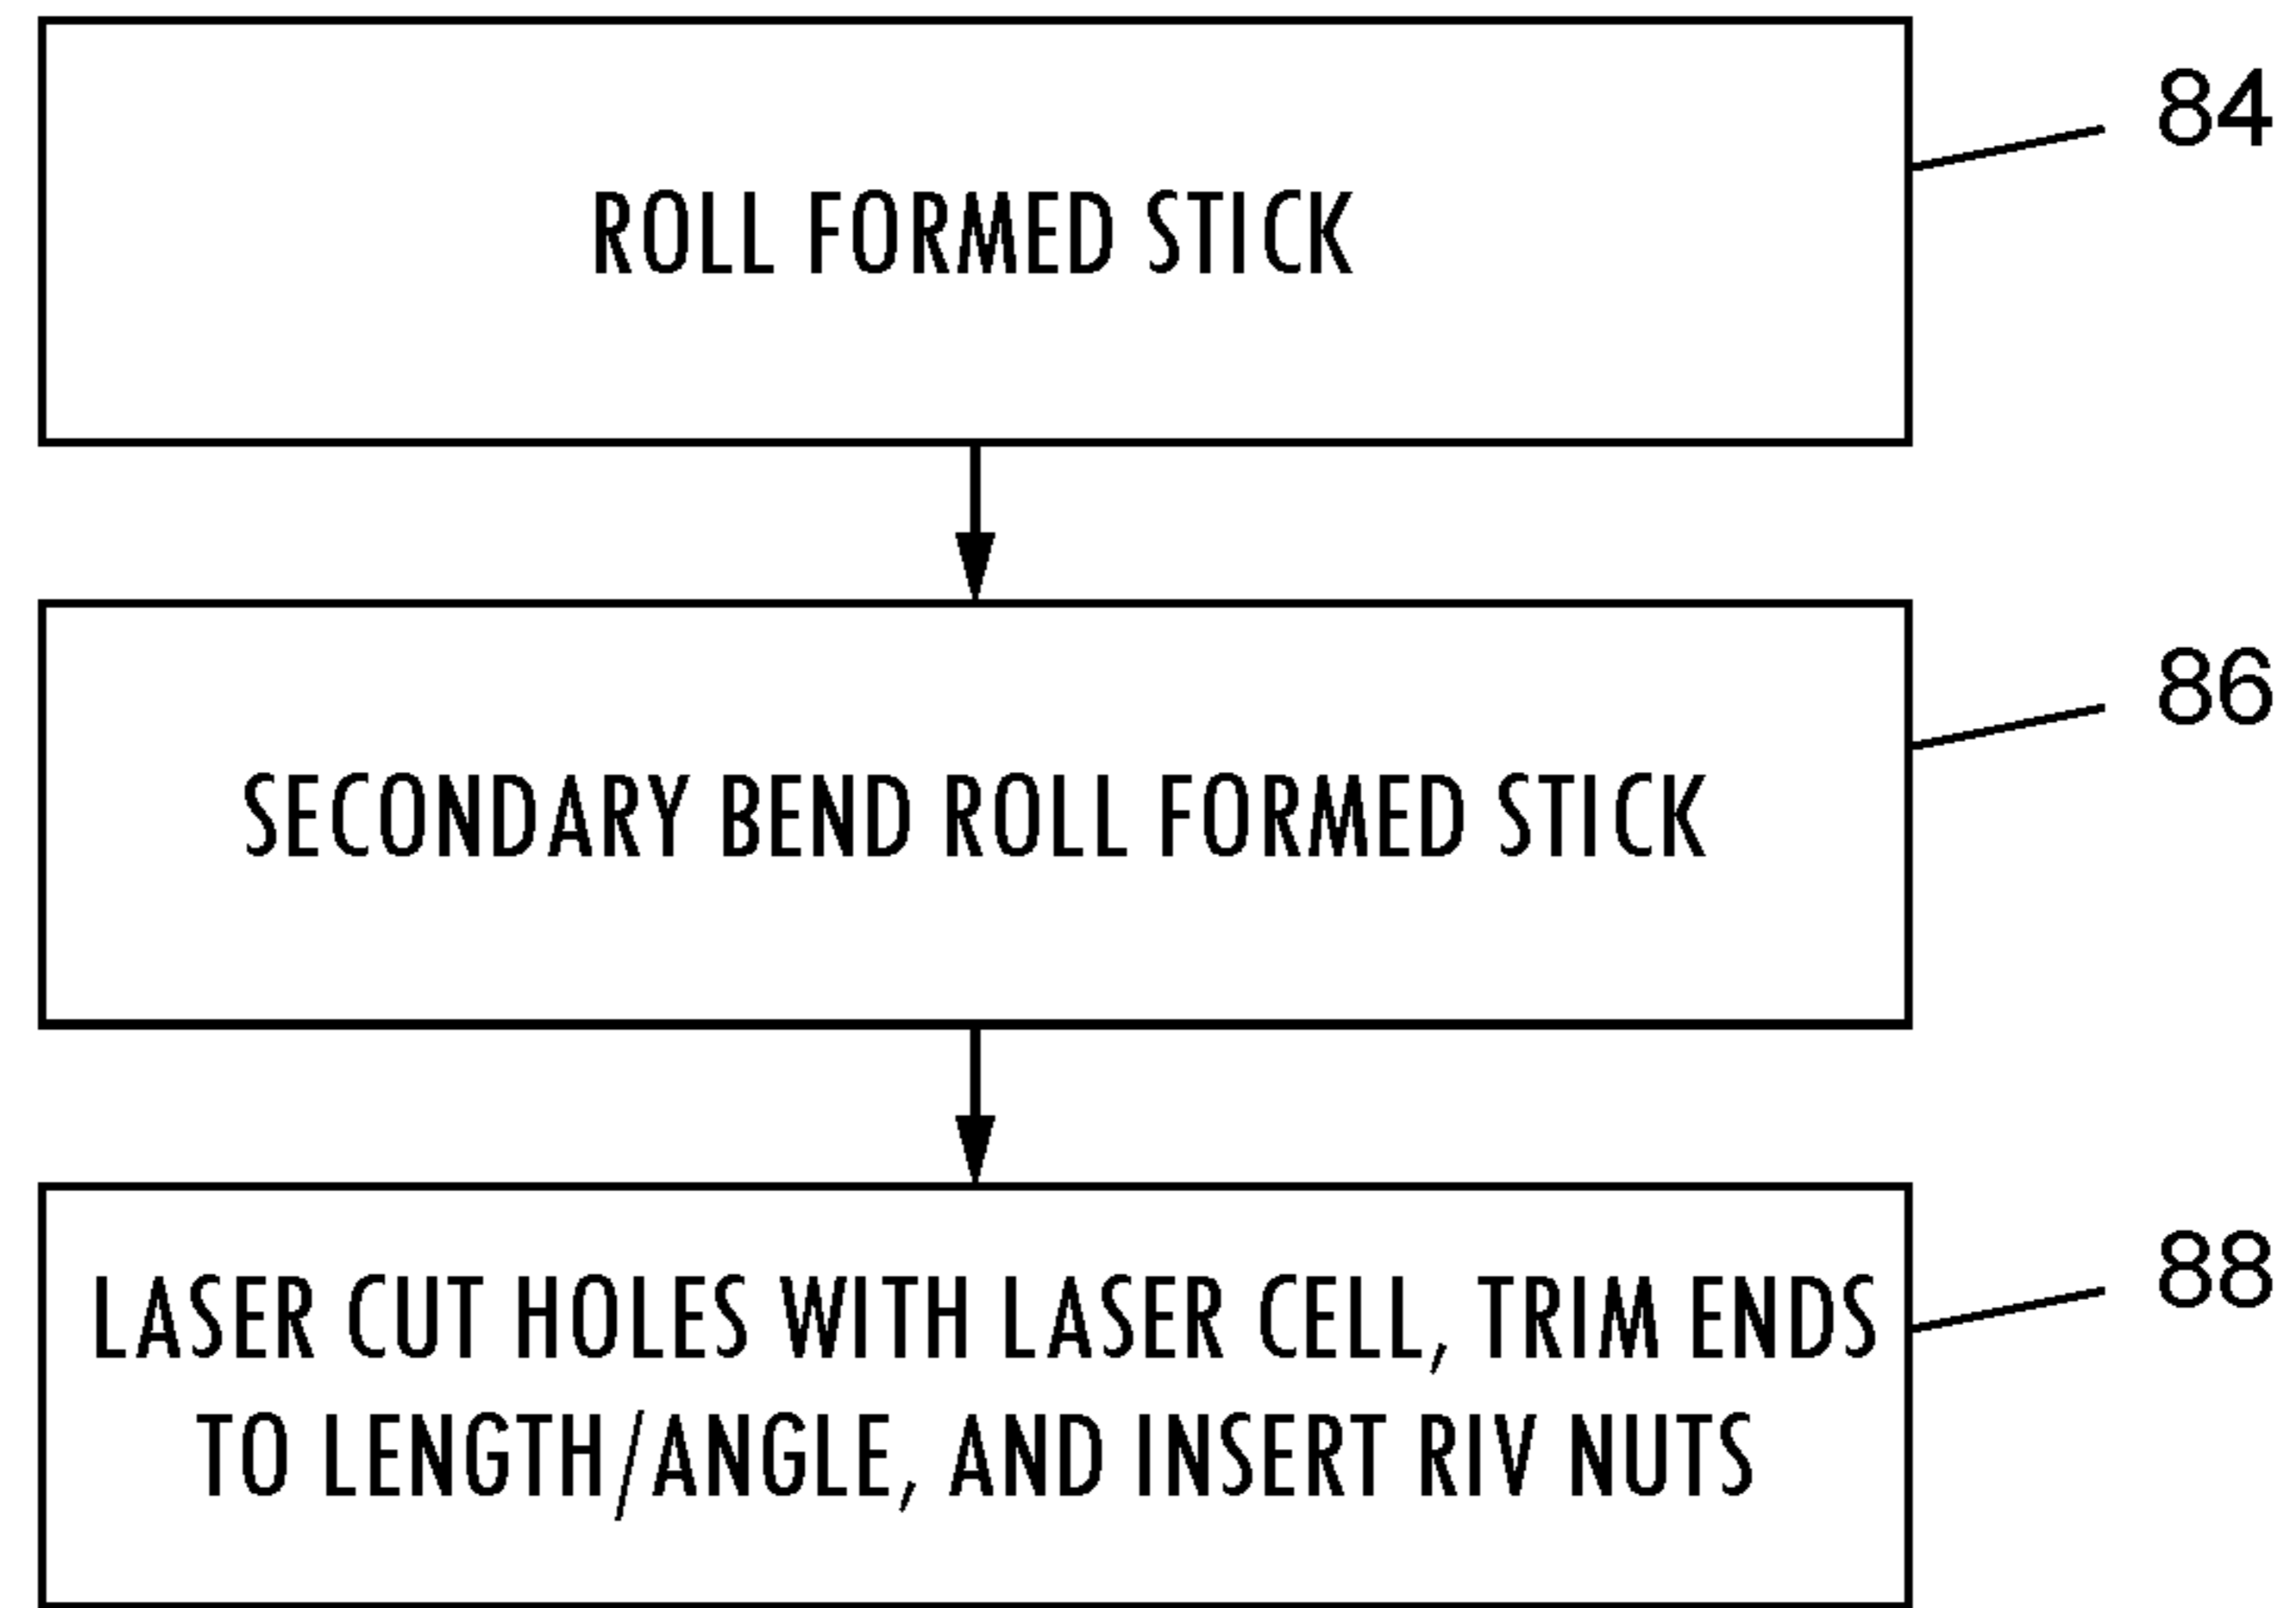 ROLL FORMED STICK
84
SECONDARY BEND ROLL FORMED STICK
86
LASER CUT HOLES WITH LASER CELL, TRIM ENDS
TO LENGTH/ANGLE, AND INSERT RIV NUTS
88